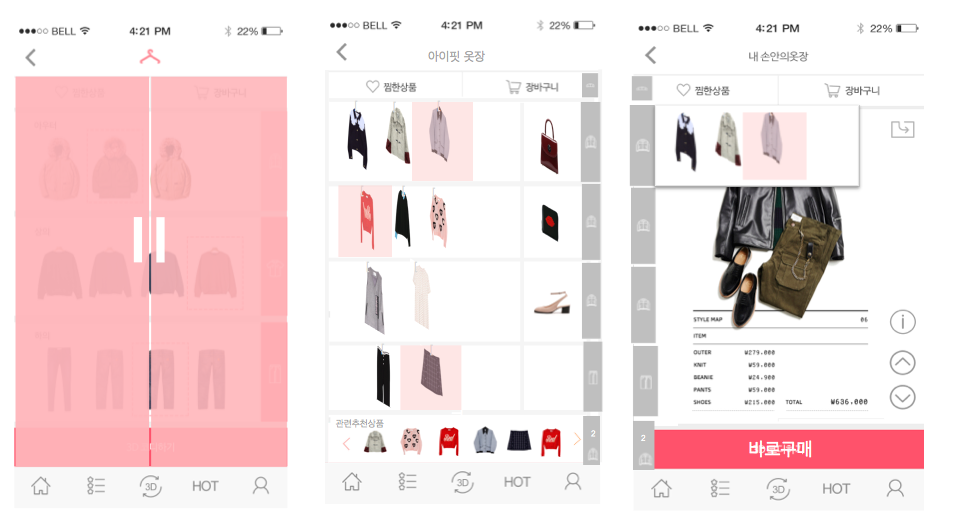 BELL 4:21 PM 22%
찜한상품 장바구니
3D HOT
BELL 4:21 PM 22%
아이핏 옷장
찜한상품 장바구니
관련추천상품
2
3D HOT
BELL 4:21 PM 22%
내 손안의옷장
찜한상품 장바구니
STYLE MAP 06
ITEM
OUTER ₩279.000
KNIT ₩59.000
BEANIE ₩24.900
PANTS ₩59.000
SHOES ₩215.000 TOTAL ₩636.000
2
바로구매
3D HOT